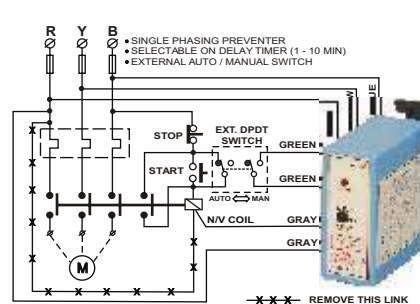 R Y B
• SINGLE PHASING PREVENTER
• SELECTABLE ON DELAY TIMER (1 - 10 MIN)
• EXTERNAL AUTO / MANUAL SWITCH
W
UE
STOP
EXT. DPDT
SWITCH
GREEN
START
GREEN
AUTO ⟺ MAN
N/V COIL
GRAY
GRAY
M
X X X REMOVE THIS LINK